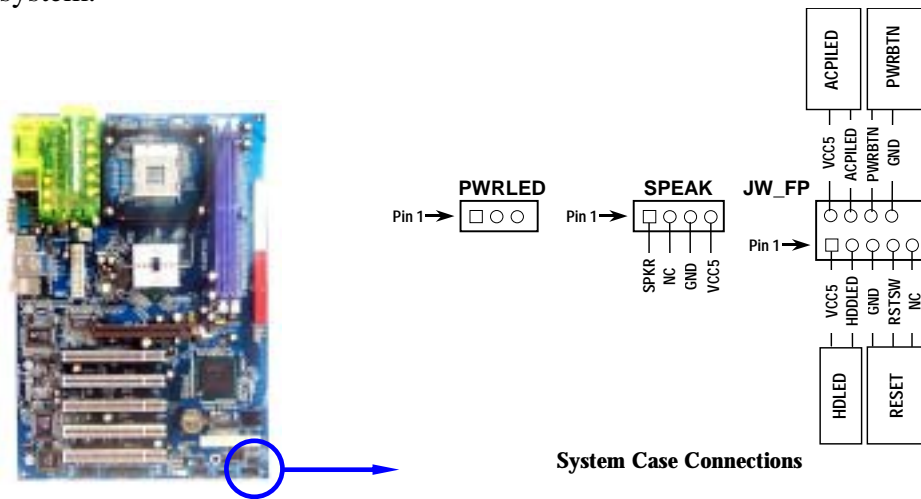 system.
ACPILED
PWRBTN
VCC5
ACPILED
PWRBTN
GND
PWRLED
SPEAK
JW_FP
Pin 1
Pin 1
Pin 1
SPKR
NC
GND
VCC5
VCC5
HDDLED
GND
RSTSW
NC
HDLED
RESET
System Case Connections